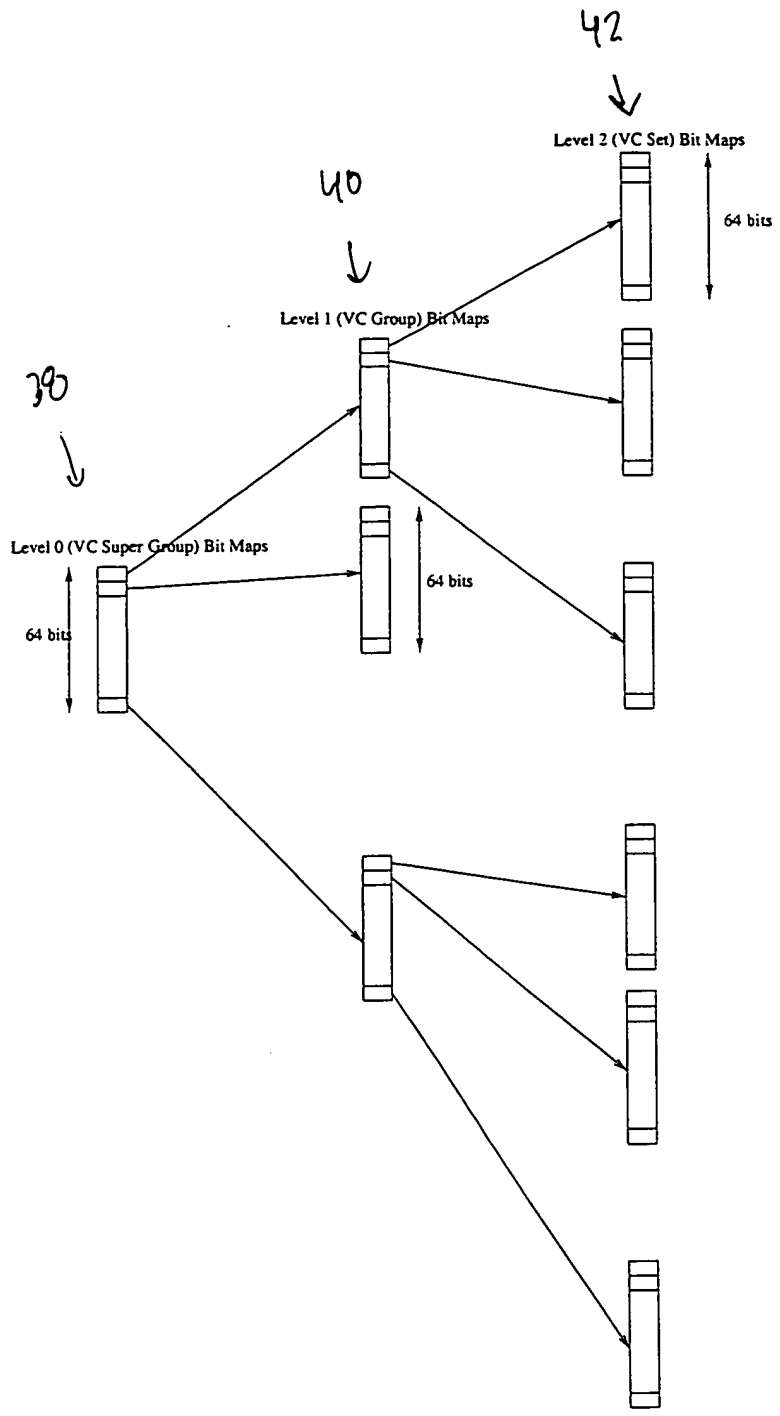 42
Level 2 (VC Set) Bit Maps
64 bits
40
Level 1 (VC Group) Bit Maps
38
Level 0 (VC Super Group) Bit Maps
64 bits
64 bits